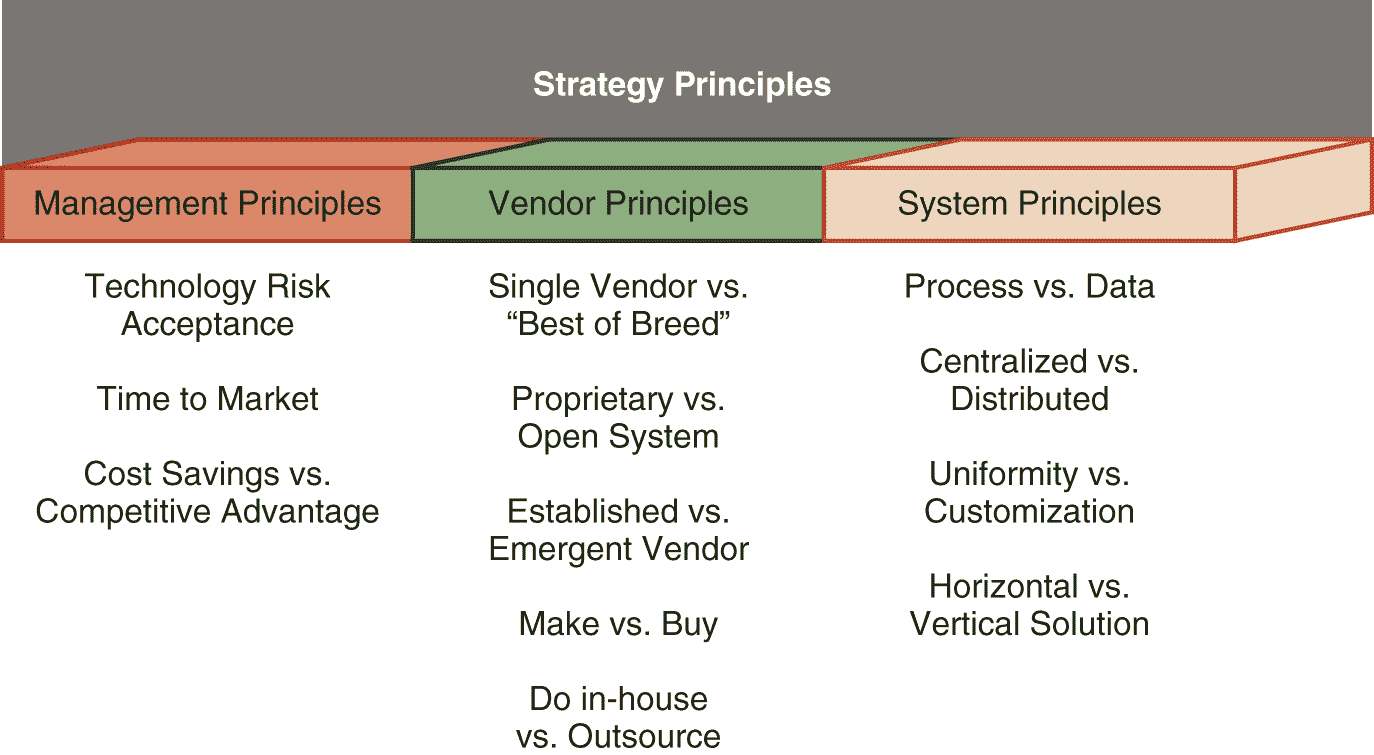 Strategy Principles
Management Principles
Vendor Principles
System Principles
Technology Risk
Acceptance
Time to Market
Cost Savings vs.
Competitive Advantage
Single Vendor vs.
“Best of Breed”
Proprietary vs.
Open System
Established vs.
Emergent Vendor
Make vs. Buy
Do in-house
vs. Outsource
Process vs. Data
Centralized vs.
Distributed
Uniformity vs.
Customization
Horizontal vs.
Vertical Solution